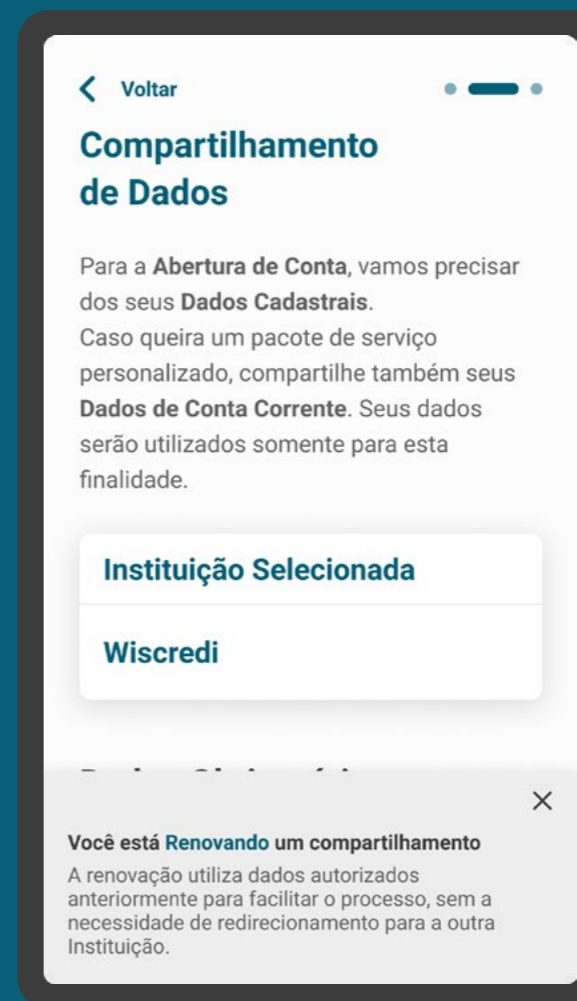 Voltar
Compartilhamento
de Dados
Para a Abertura de Conta, vamos precisar
dos seus Dados Cadastrais.
Caso queira um pacote de serviço
personalizado, compartilhe também seus
Dados de Conta Corrente. Seus dados
serão utilizados somente para esta
finalidade.
Instituição Selecionada
Wiscredi
Você está Renovando um compartilhamento
A renovação utiliza dados autorizados
anteriormente para facilitar o processo, sem a
necessidade de redirecionamento para a outra
Instituição.